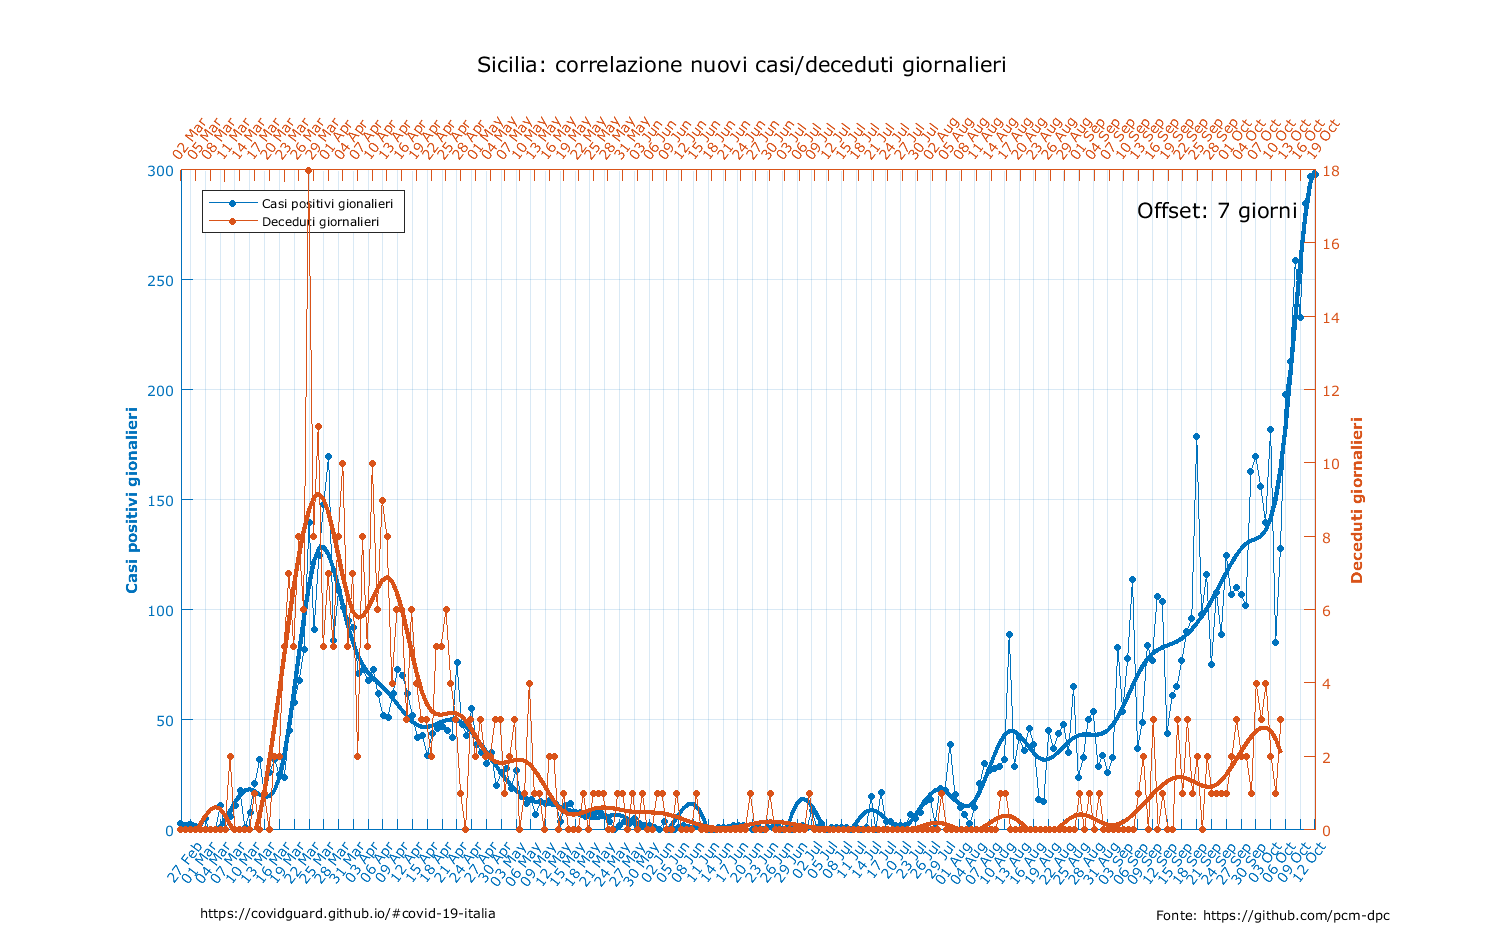 Sicilia: correlazione nuovi casi/deceduti giornalieri
02 Mar 05 Mar 08 Mar 11 Mar 14 Mar 17 Mar 20 Mar 23 Mar 26 Mar 29 Mar 01 Apr 04 Apr 07 Apr 10 Apr 13 Apr 16 Apr 19 Apr 22 Apr 25 Apr 28 Apr 01 May 04 May 07 May 10 May 13 May 16 May 19 May 22 May 25 May 28 May 31 May 03 Jun 06 Jun 09 Jun 12 Jun 15 Jun 18 Jun 21 Jun 24 Jun 27 Jun 30 Jun 03 Jul 06 Jul 09 Jul 12 Jul 15 Jul 18 Jul 21 Jul 24 Jul 27 Jul 30 Jul 02 Aug 05 Aug 08 Aug 11 Aug 14 Aug 17 Aug 20 Aug 23 Aug 26 Aug 29 Aug 01 Sep 04 Sep 07 Sep 10 Sep 13 Sep 16 Sep 19 Sep 22 Sep 25 Sep 28 Sep 01 Oct 04 Oct 07 Oct 10 Oct 13 Oct 16 Oct 19 Oct
300
250
200
150
100
50
0
Casi positivi gionalieri
Casi positivi gionalieri
Deceduti giornalieri
Offset: 7 giorni
18
16
14
12
10
8
6
4
2
0
Deceduti giornalieri
27 Feb 01 Mar 04 Mar 07 Mar 10 Mar 13 Mar 16 Mar 19 Mar 22 Mar 25 Mar 28 Mar 31 Mar 03 Apr 06 Apr 09 Apr 12 Apr 15 Apr 18 Apr 21 Apr 24 Apr 27 Apr 30 Apr 03 May 06 May 09 May 12 May 15 May 18 May 21 May 24 May 27 May 30 May 02 Jun 05 Jun 08 Jun 11 Jun 14 Jun 17 Jun 20 Jun 23 Jun 26 Jun 29 Jun 02 Jul 05 Jul 08 Jul 11 Jul 14 Jul 17 Jul 20 Jul 23 Jul 26 Jul 29 Jul 01 Aug 04 Aug 07 Aug 10 Aug 13 Aug 16 Aug 19 Aug 22 Aug 25 Aug 28 Aug 31 Aug 03 Sep 06 Sep 09 Sep 12 Sep 15 Sep 18 Sep 21 Sep 24 Sep 27 Sep 30 Sep 03 Oct 06 Oct 09 Oct 12 Oct
https://covidguard.github.io/#covid-19-italia
Fonte: https://github.com/pcm-dpc